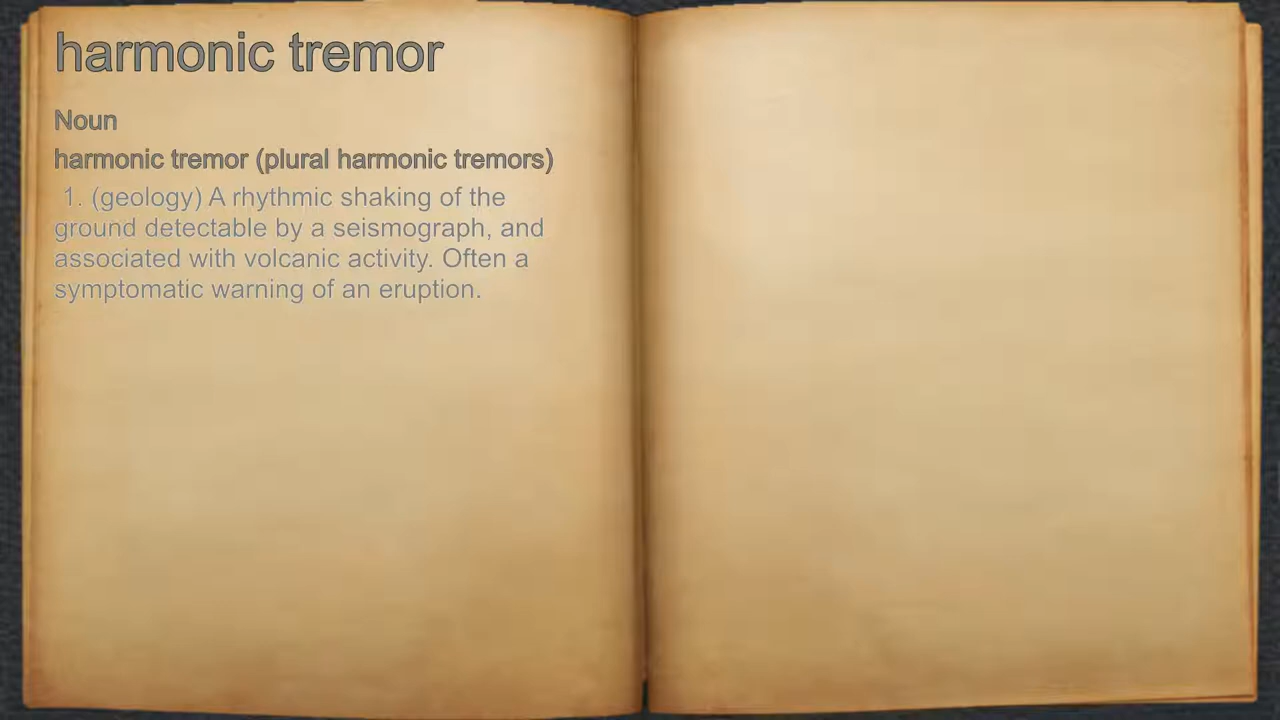 harmonic tremor
Noun
harmonic tremor (plural harmonic tremors)
1. (geology) A rhythmic shaking of the
ground detectable by a seismograph, and
associated with volcanic activity. Often a
symptomatic warning of an eruption.